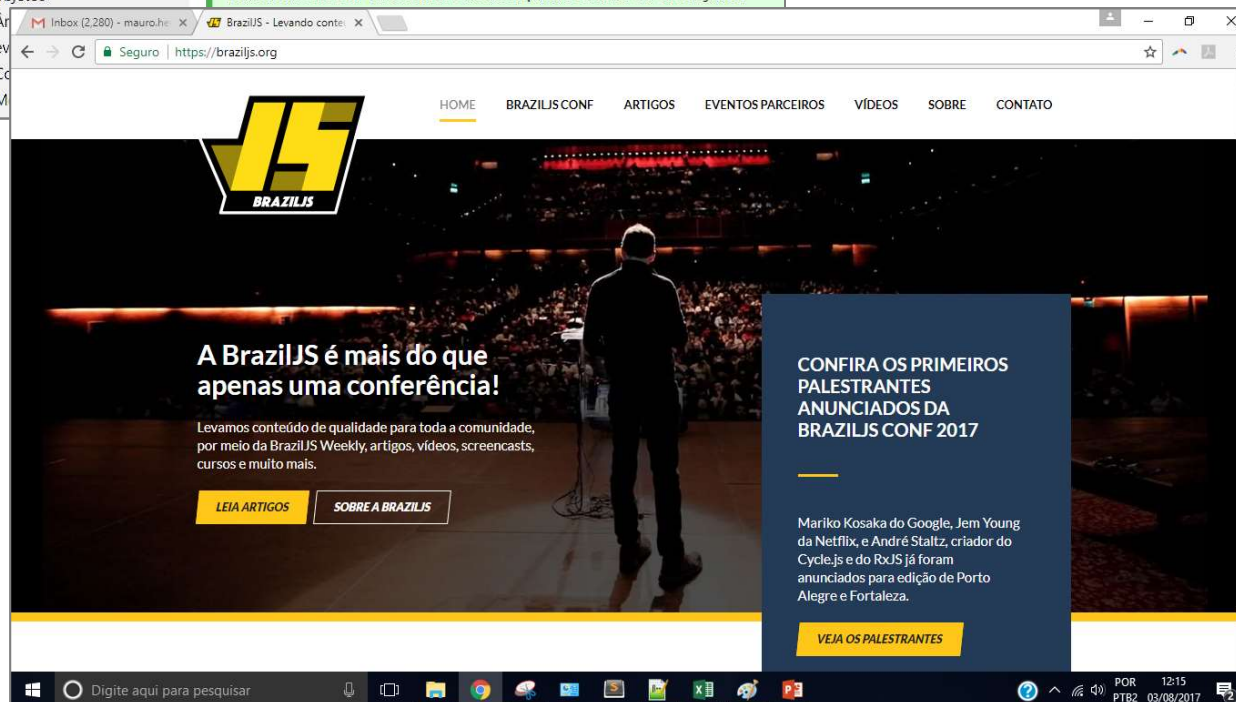 Inbox (2,280) - mauro.he
BrazilJS - Levando conte
Seguro | https://braziljs.org
JS
BRAZILJS
HOME BRAZILJS CONF ARTIGOS EVENTOS PARCEIROS VÍDEOS SOBRE CONTATO
A BrazilJS é mais do que
apenas uma conferência!
Levamos conteúdo de qualidade para toda a comunidade,
por meio da BrazilJS Weekly, artigos, vídeos, screencasts,
cursos e muito mais.
LEIA ARTIGOS SOBRE A BRAZILJS
CONFIRA OS PRIMEIROS
PALESTRANTES
ANUNCIADOS DA
BRAZILJS CONF 2017
Mariko Kosaka do Google, Jem Young
da Netflix, e André Staltz, criador do
Cycle.js e do RxJS já foram
anunciados para edição de Porto
Alegre e Fortaleza.
VEJA OS PALESTRANTES
Digite aqui para pesquisar
POR 12:15
PTB2 03/08/2017
2